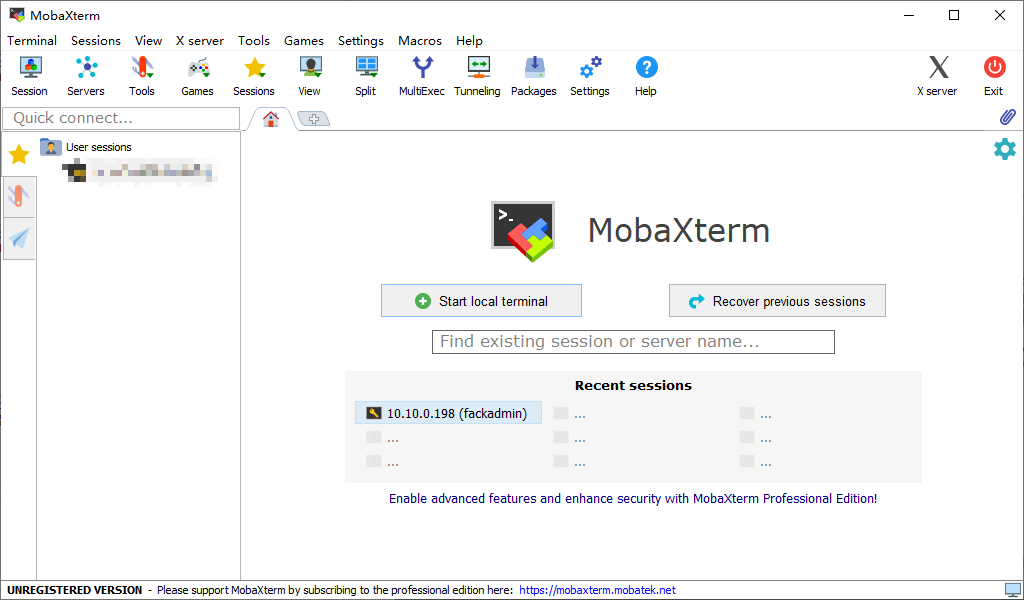 MobaXterm
Terminal Sessions View X server Tools Games Settings Macros Help
Session Servers Tools Games Sessions View Split MultiExec Tunneling Packages Settings Help X server Exit
Quick connect...
User sessions
>_
MobaXterm
Start local terminal Recover previous sessions
Find existing session or server name...
Recent sessions
10.10.0.198 (fackadmin) ... ...
... ... ...
... ... ...
Enable advanced features and enhance security with MobaXterm Professional Edition!
UNREGISTERED VERSION - Please support MobaXterm by subscribing to the professional edition here: https://mobaxterm.mobatek.net